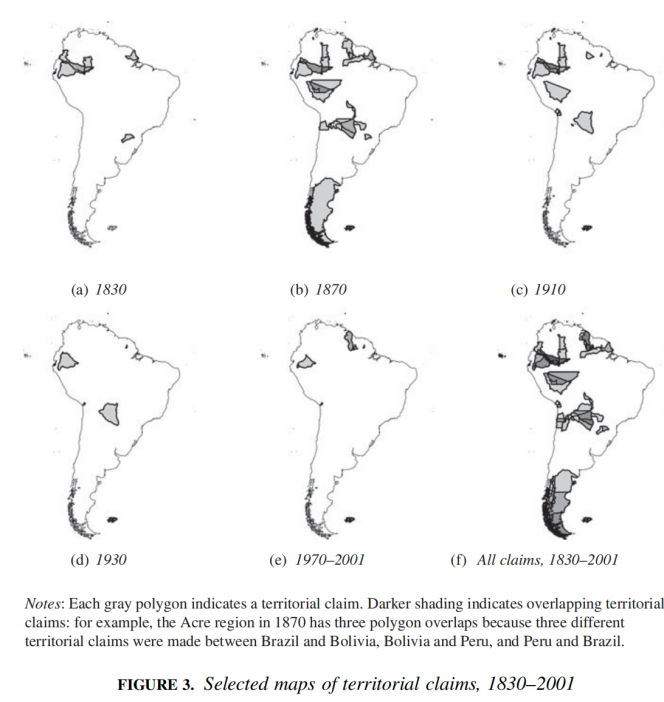 (a) 1830
(b) 1870
(c) 1910
(d) 1930
(e) 1970–2001
(f) All claims, 1830–2001
Notes: Each gray polygon indicates a territorial claim. Darker shading indicates overlapping territorial
claims: for example, the Acre region in 1870 has three polygon overlaps because three different
territorial claims were made between Brazil and Bolivia, Bolivia and Peru, and Peru and Brazil.
FIGURE 3. Selected maps of territorial claims, 1830–2001